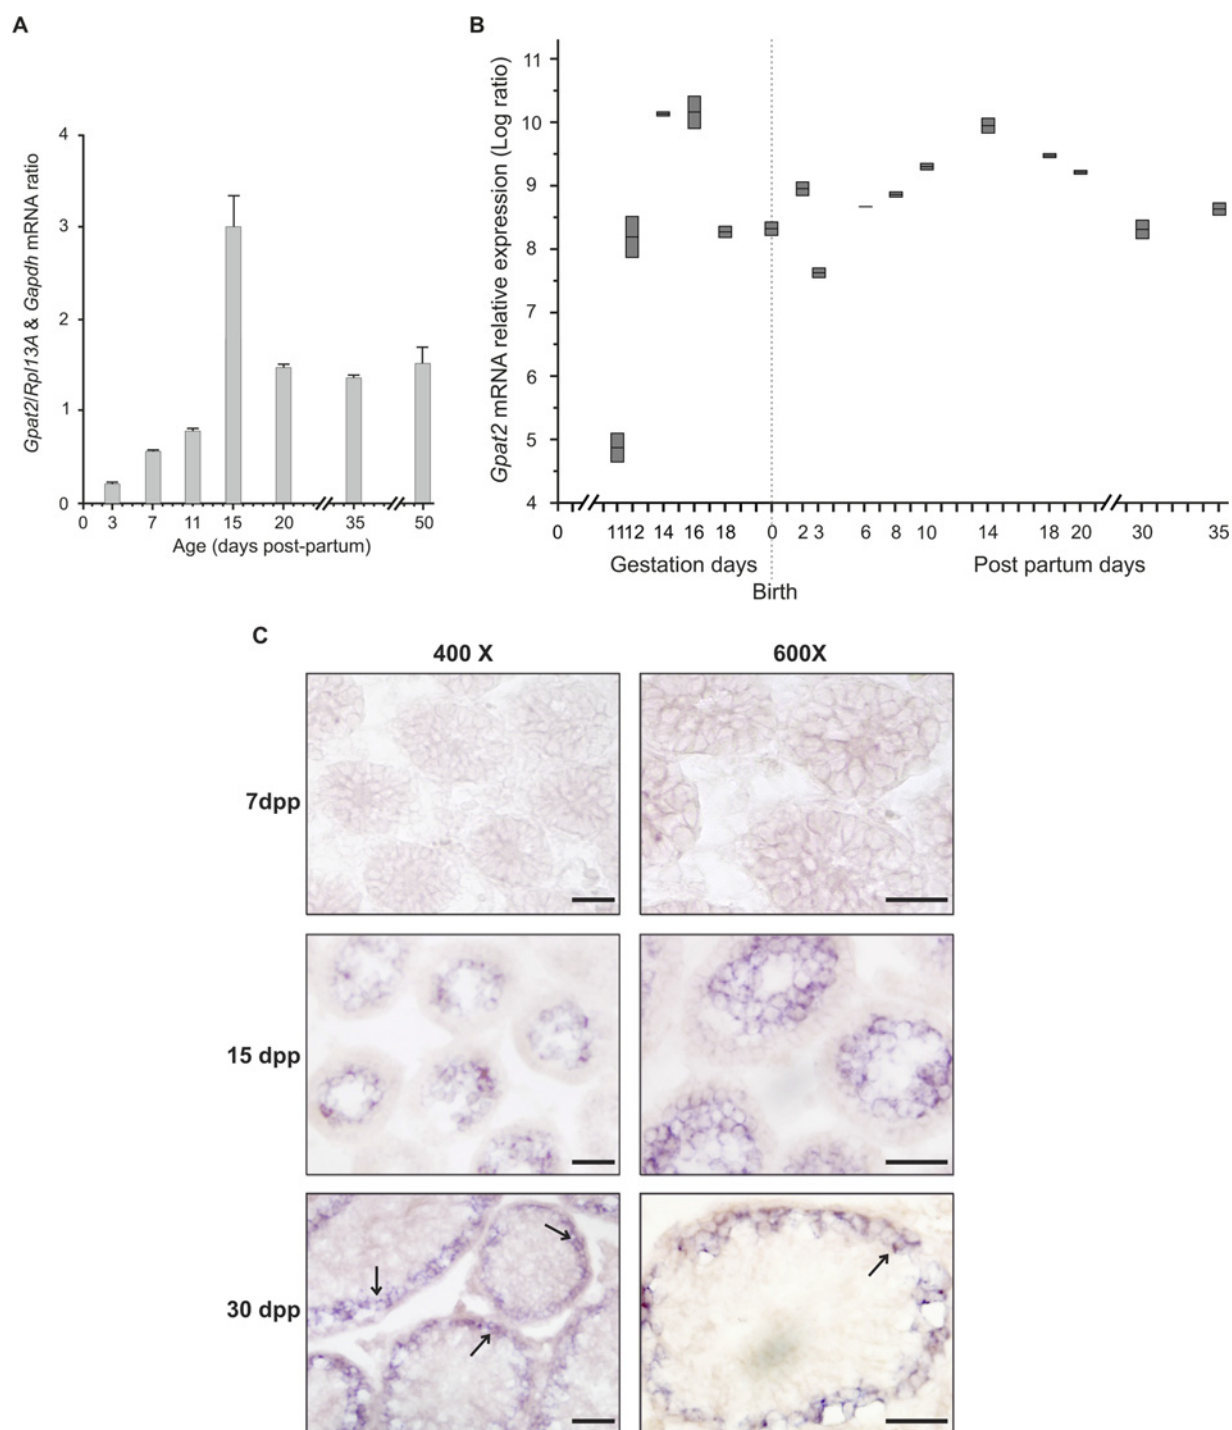 A
Gpat2/Rpl13A & Gapdh mRNA ratio
4
3
2
1
0
0 3 7 11 15 20 35 50
Age (days post-partum)
B
Gpat2 mRNA relative expression (Log ratio)
11
10
9
8
7
6
5
4
0 11 12 14 16 18 0 2 3 6 8 10 14 18 20 30 35
Gestation days Post partum days
Birth
C
400 X 600X
7dpp
15 dpp
30 dpp